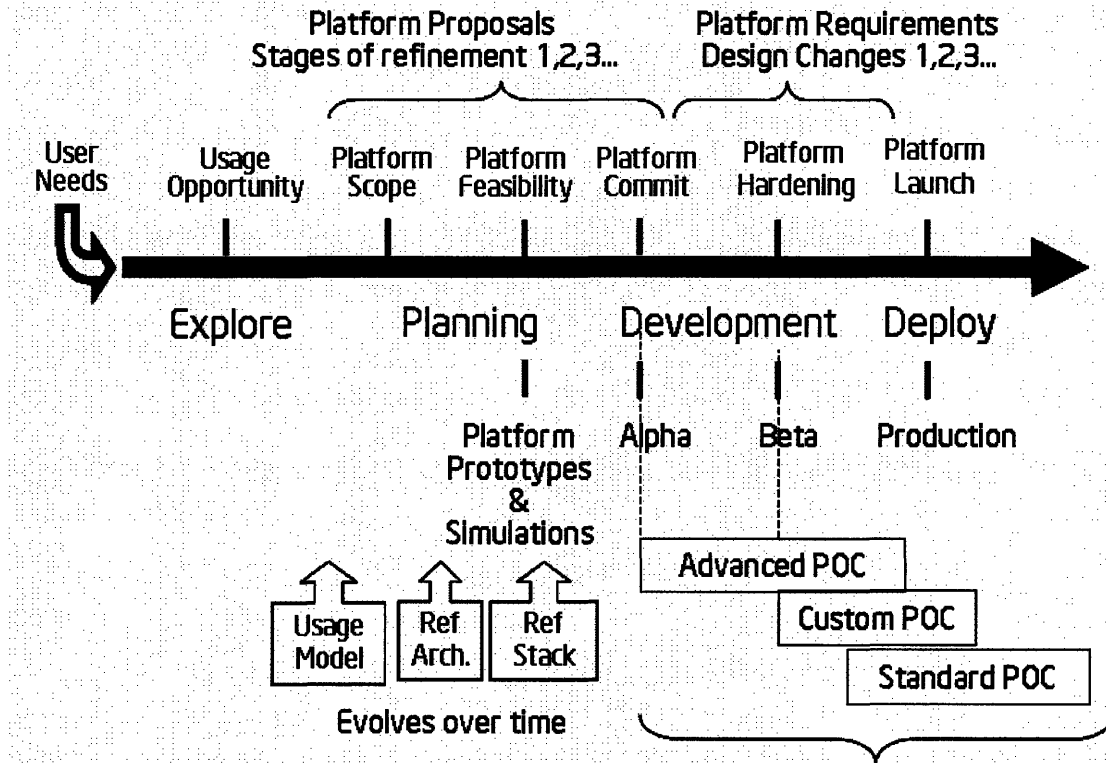 Platform Proposals
Stages of refinement 1,2,3...
Platform Requirements
Design Changes 1,2,3...
User
Needs
Usage
Opportunity
Platform
Scope
Platform
Feasibility
Platform
Commit
Platform
Hardening
Platform
Launch
Explore
Planning
Development
Deploy
Platform
Prototypes
&
Simulations
Alpha
Beta
Production
Advanced POC
Custom POC
Standard POC
Usage
Model
Ref
Arch.
Ref
Stack
Evolves over time